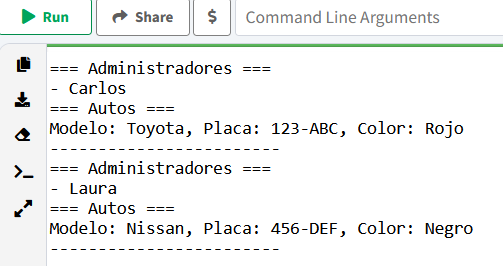 Run Share $ Command Line Arguments
=== Administradores ===
- Carlos
=== Autos ===
Modelo: Toyota, Placa: 123-ABC, Color: Rojo
------------------------
=== Administradores ===
- Laura
=== Autos ===
Modelo: Nissan, Placa: 456-DEF, Color: Negro
------------------------